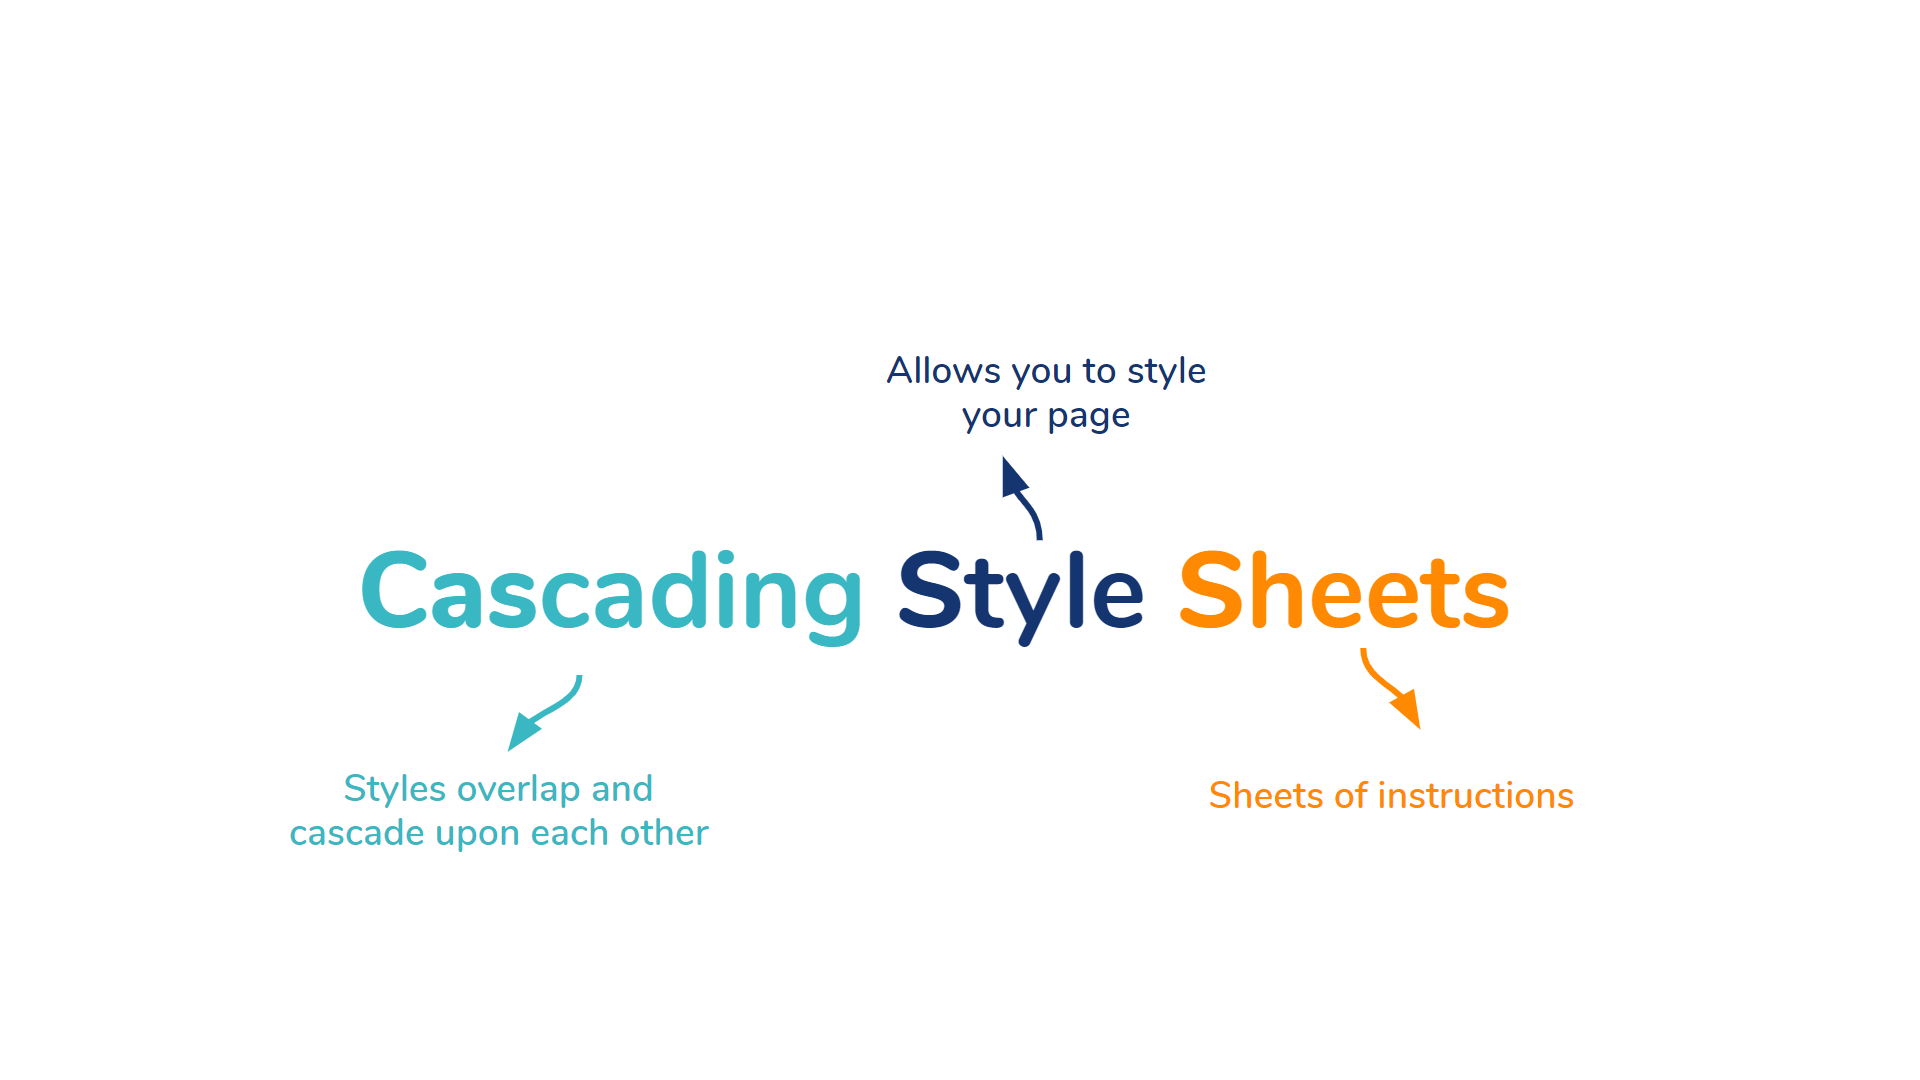 Allows you to style
your page
Cascading Style Sheets
Styles overlap and
cascade upon each other
Sheets of instructions